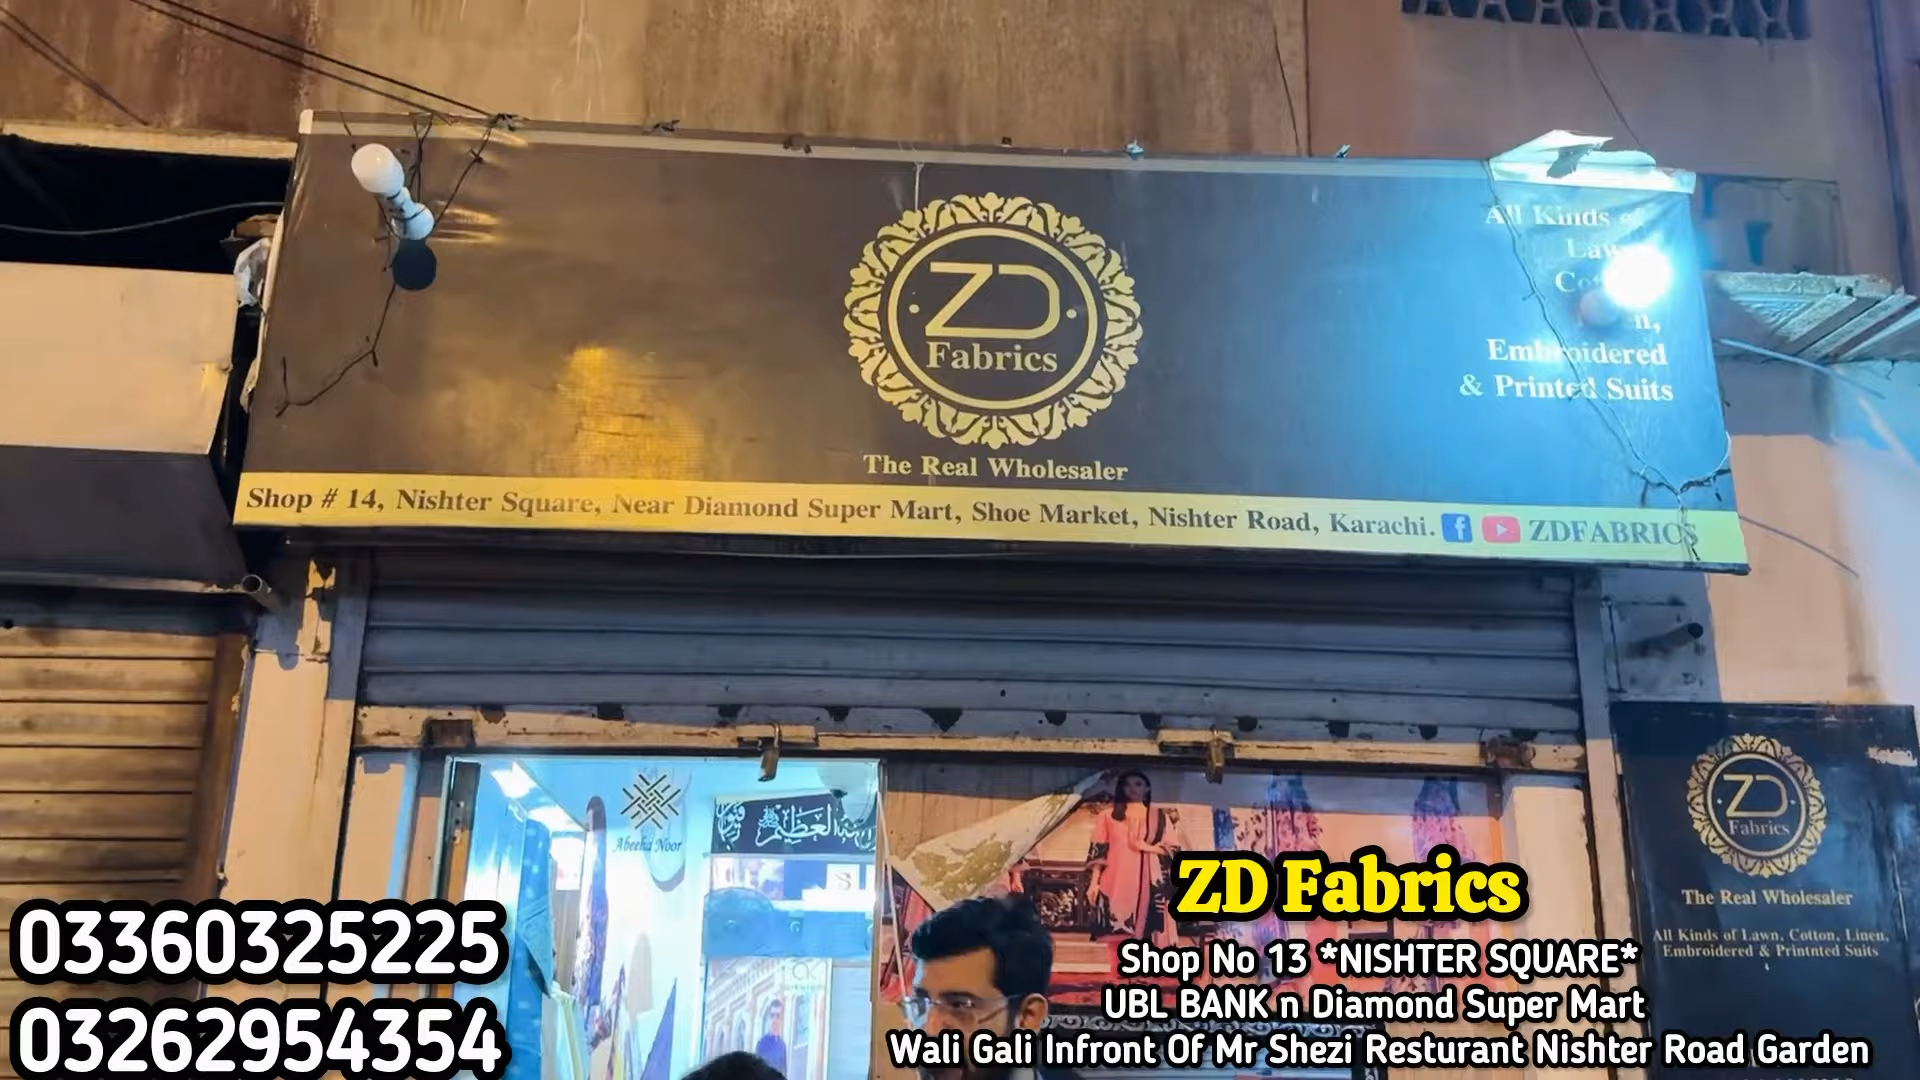 ZD
Fabrics
The Real Wholesaler
All Kinds of
Embroidered
& Printed Suits
Shop # 14, Nishter Square, Near Diamond Super Mart, Shoe Market, Nishter Road, Karachi. ZDFABRICS
Abeeha Noor
ZD
Fabrics
The Real Wholesaler
All Kinds of Lawn, Cotton, Linen,
Embroidered & Printnted Suits
03360325225
03262954354
ZD Fabrics
Shop No 13 *NISHTER SQUARE*
UBL BANK n Diamond Super Mart
Wali Gali Infront Of Mr Shezi Resturant Nishter Road Garden